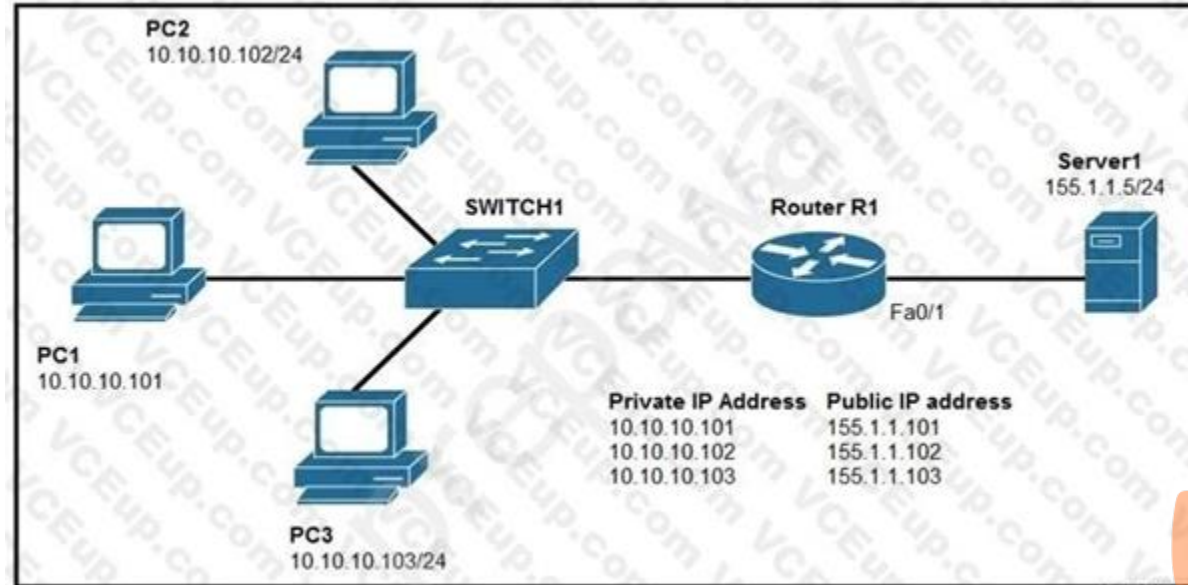 PC2
10.10.10.102/24
SWITCH1
Router R1
Server1
155.1.1.5/24
Fa0/1
PC1
10.10.10.101
Private IP Address Public IP address
10.10.10.101 155.1.1.101
10.10.10.102 155.1.1.102
10.10.10.103 155.1.1.103
PC3
10.10.10.103/24
VCEup.com